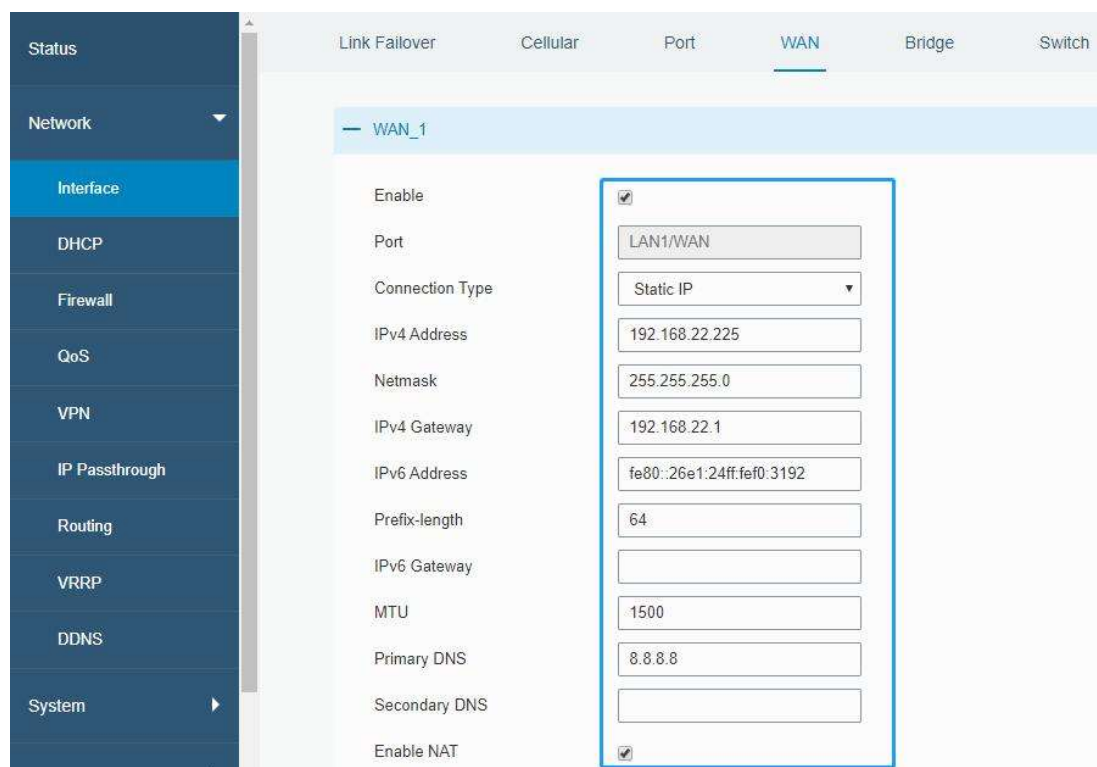 Status
Network
Interface
DHCP
Firewall
QoS
VPN
IP Passthrough
Routing
VRRP
DDNS
System
Link Failover Cellular Port WAN Bridge Switch
WAN_1
Enable
Port LAN1/WAN
Connection Type Static IP
IPv4 Address 192.168.22.225
Netmask 255.255.255.0
IPv4 Gateway 192.168.22.1
IPv6 Address fe80::26e1:24ff:fef0:3192
Prefix-length 64
IPv6 Gateway
MTU 1500
Primary DNS 8.8.8.8
Secondary DNS
Enable NAT